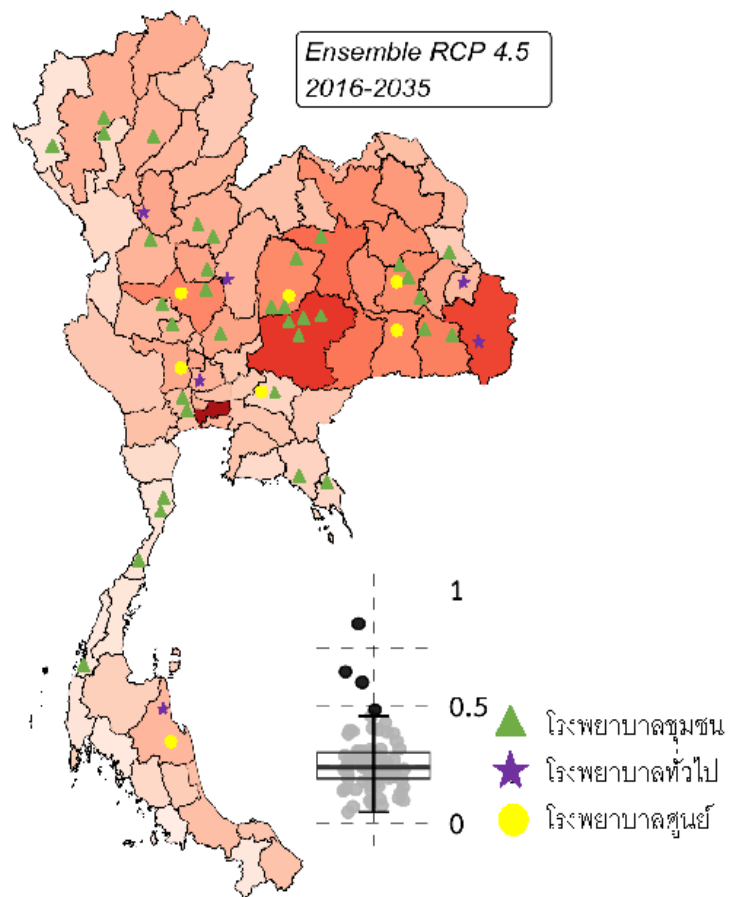 Ensemble RCP 4.5
2016-2035
1
0.5
0
โรงพยาบาลชุมชน
โรงพยาบาลทั่วไป
โรงพยาบาลศูนย์